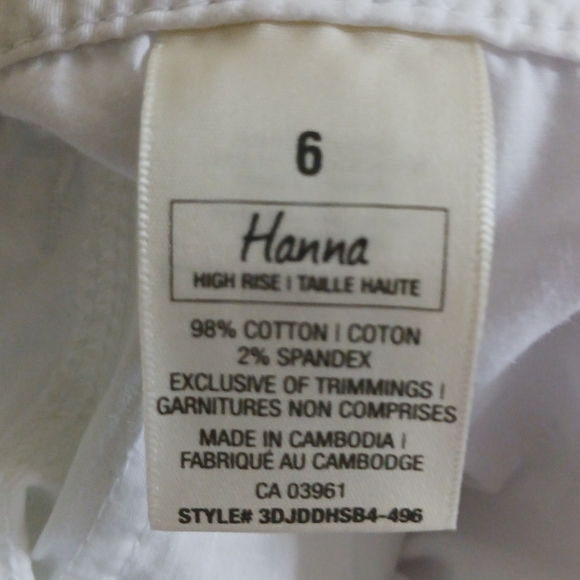 6
Hanna
HIGH RISE | TAILLE HAUTE
98% COTTON | COTON
2% SPANDEX
EXCLUSIVE OF TRIMMINGS |
GARNITURES NON COMPRISES
MADE IN CAMBODIA |
FABRIQUÉ AU CAMBODGE
CA 03961
STYLE# 3DJDDHSB4-496